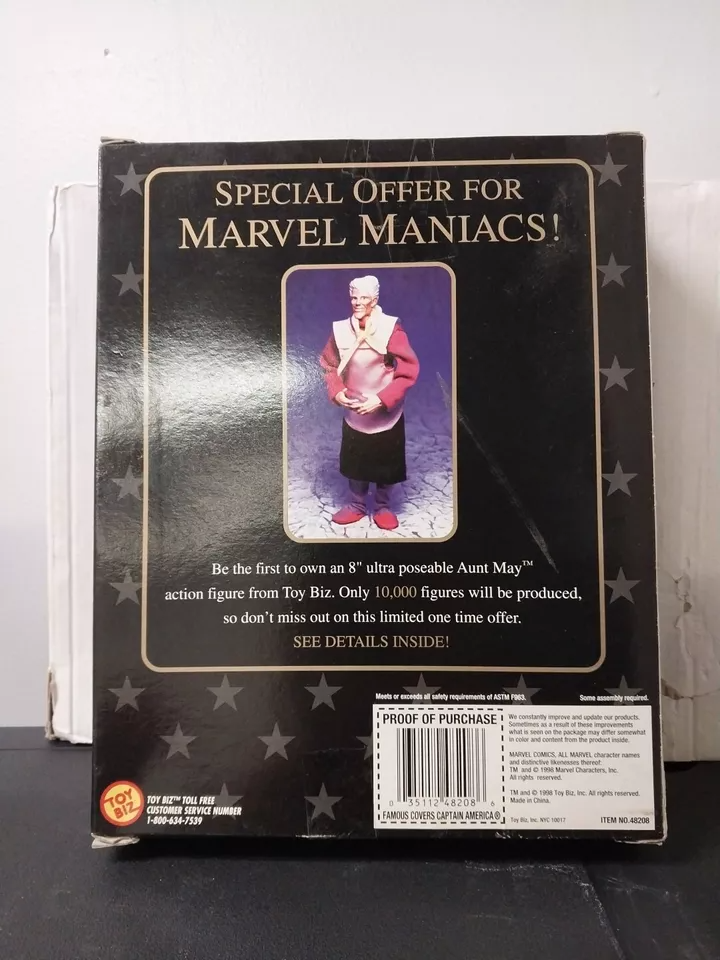 SPECIAL OFFER FOR
MARVEL MANIACS!
Be the first to own an 8" ultra poseable Aunt May™
action figure from Toy Biz. Only 10,000 figures will be produced,
so don't miss out on this limited one time offer.
SEE DETAILS INSIDE!
Meets or exceeds all safety requirements of ASTM F963.
Some assembly required.
PROOF OF PURCHASE
0 35112 48208 6
FAMOUS COVERS CAPTAIN AMERICA®
We constantly improve and update our products.
Sometimes as a result of these improvements
what is seen on the package may differ somewhat
in color and content from the product inside.
MARVEL COMICS, ALL MARVEL character names
and distinctive likenesses thereof:
TM and © 1998 Marvel Characters, Inc.
All rights reserved.
TM and © 1998 Toy Biz, Inc. All rights reserved.
Made in China.
Toy Biz, Inc. NYC 10017
ITEM NO.48208
TOY
BIZ
TOY BIZ™ TOLL FREE
CUSTOMER SERVICE NUMBER
1-800-634-7539